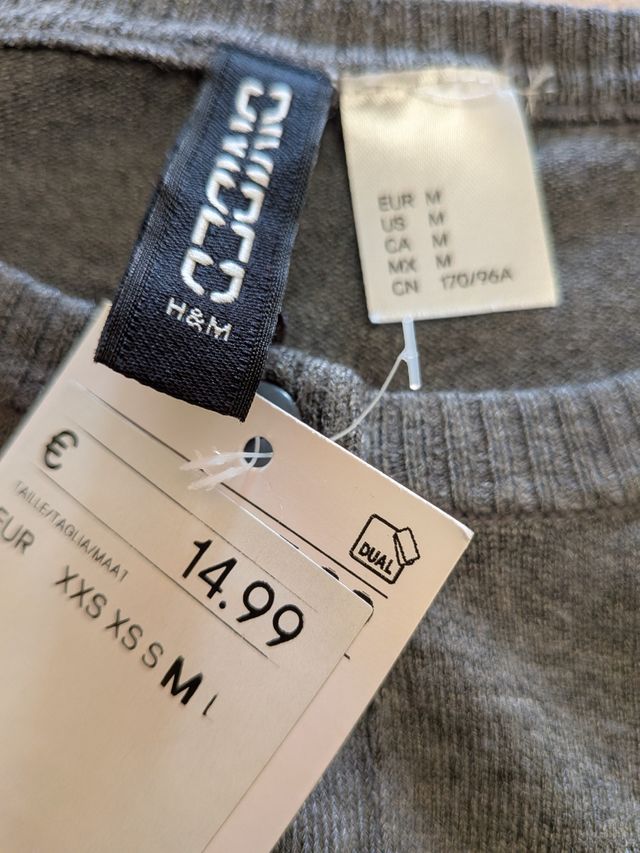 DIVIDED
H&M
EUR M
US M
CA M
MX M
CN 170/96A
DUAL
€
14.99
TAILLE/TAGLIA/MAAT
EUR XXS XS S M